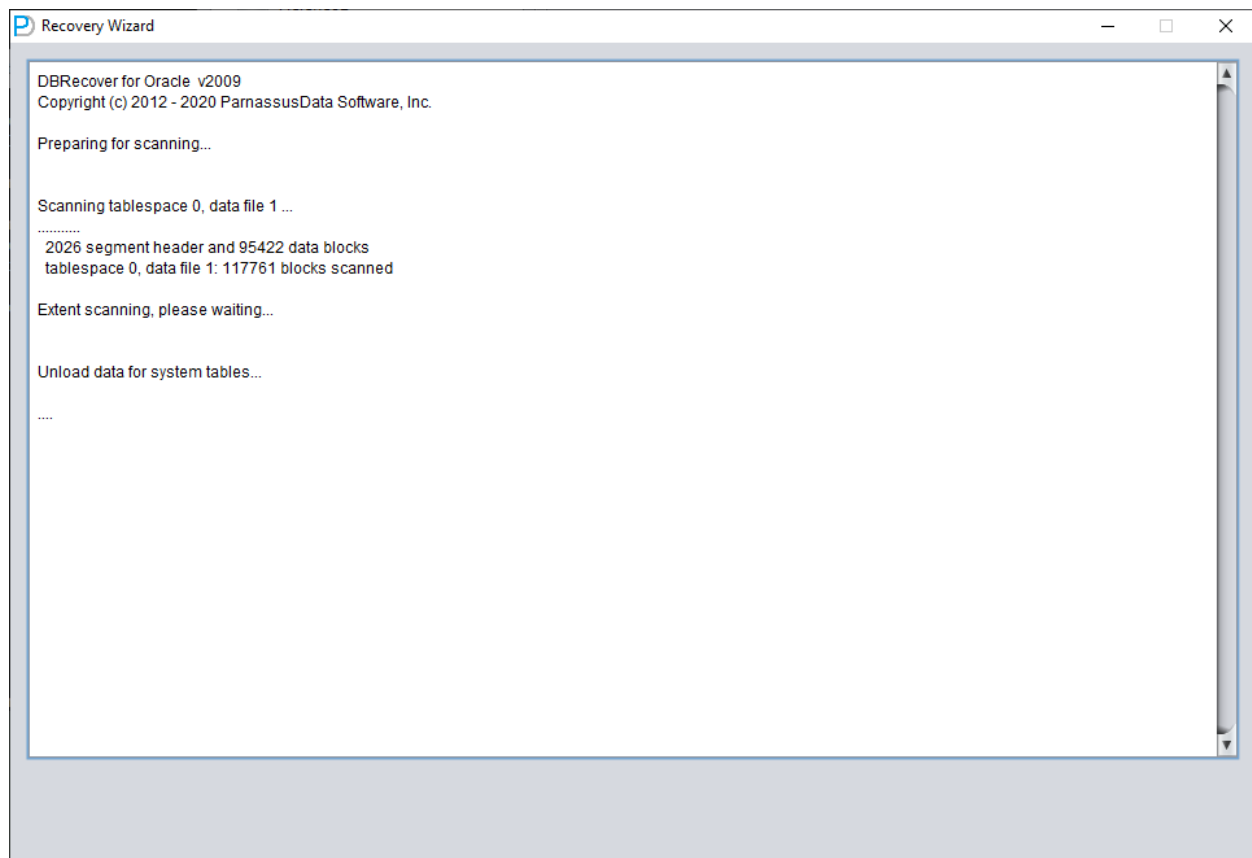 Recovery Wizard
DBRecover for Oracle v2009
Copyright (c) 2012 - 2020 ParnassusData Software, Inc.
Preparing for scanning...
Scanning tablespace 0, data file 1 ...
...........
2026 segment header and 95422 data blocks
tablespace 0, data file 1: 117761 blocks scanned
Extent scanning, please waiting...
Unload data for system tables...
....